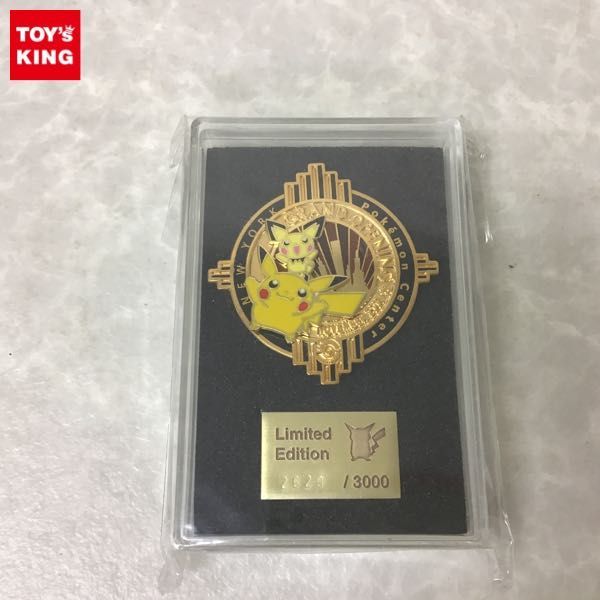 TOY's
KING
NEW YORK
Pokémon Center
GRAND OPENING
Limited
Edition
/ 3000